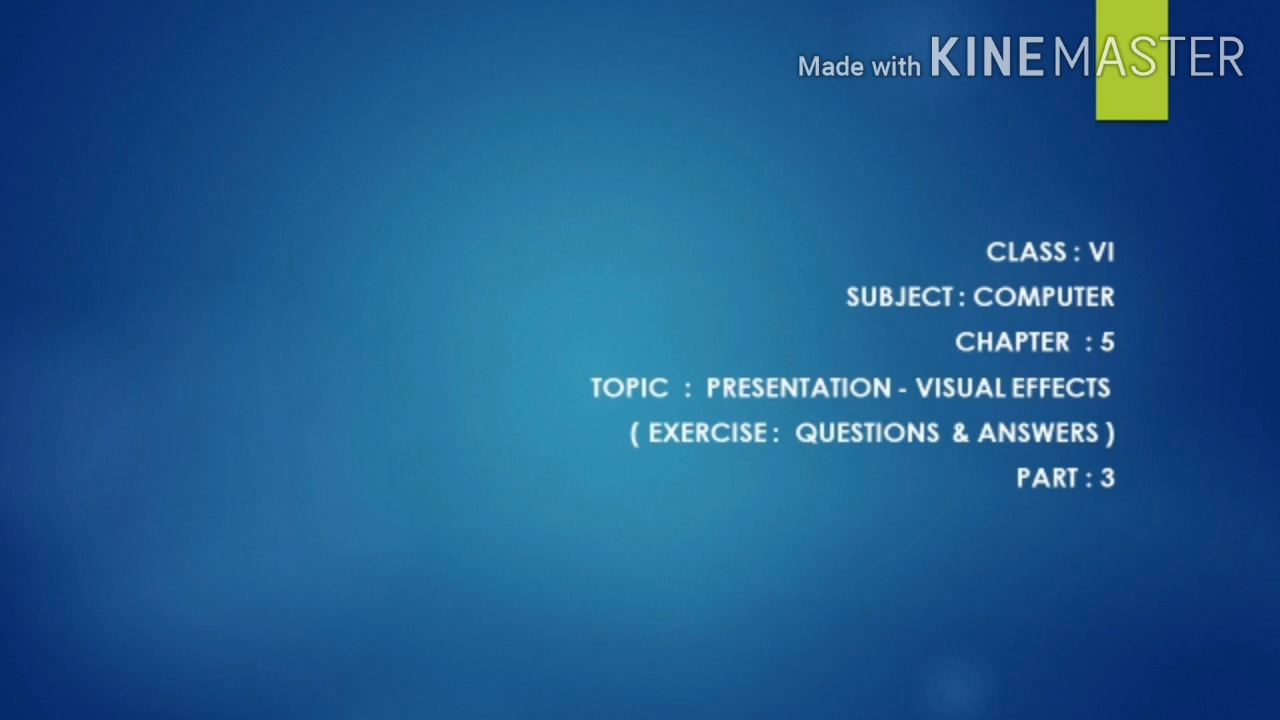 Made with KINEMASTER
CLASS : VI
SUBJECT : COMPUTER
CHAPTER : 5
TOPIC : PRESENTATION - VISUAL EFFECTS
( EXERCISE : QUESTIONS & ANSWERS )
PART : 3